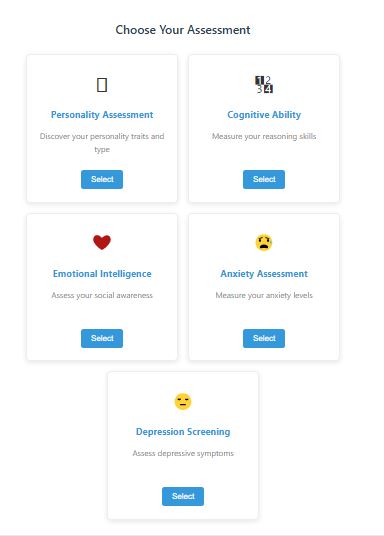 Choose Your Assessment
Personality Assessment
Discover your personality traits and
type
Select
Cognitive Ability
Measure your reasoning skills
Select
Emotional Intelligence
Assess your social awareness
Select
Anxiety Assessment
Measure your anxiety levels
Select
Depression Screening
Assess depressive symptoms
Select